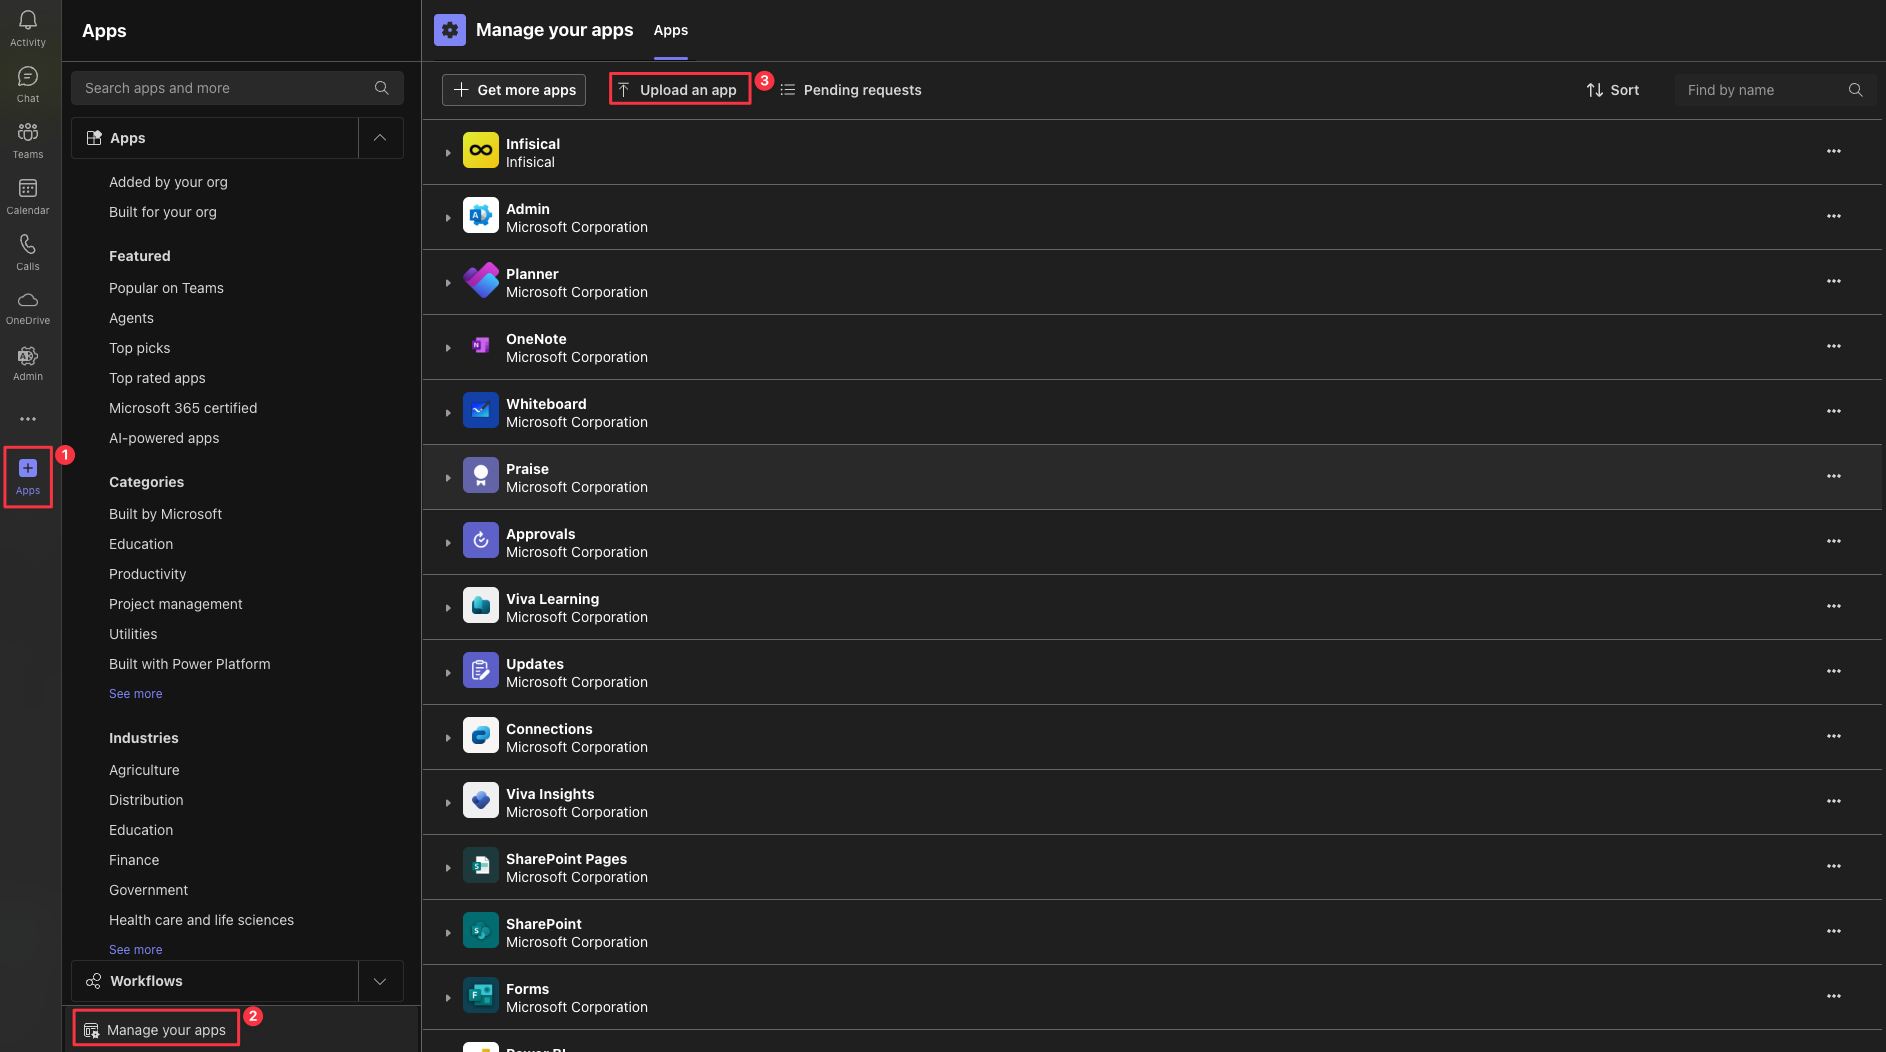 Activity
Chat
Teams
Calendar
Calls
OneDrive
Admin
Apps
1
Apps
Search apps and more
Apps
Added by your org
Built for your org
Featured
Popular on Teams
Agents
Top picks
Top rated apps
Microsoft 365 certified
AI-powered apps
Categories
Built by Microsoft
Education
Productivity
Project management
Utilities
Built with Power Platform
See more
Industries
Agriculture
Distribution
Education
Finance
Government
Health care and life sciences
See more
Workflows
Manage your apps
2
Manage your apps Apps
Get more apps Upload an app 3 Pending requests Sort Find by name
Infisical
Infisical
Admin
Microsoft Corporation
Planner
Microsoft Corporation
OneNote
Microsoft Corporation
Whiteboard
Microsoft Corporation
Praise
Microsoft Corporation
Approvals
Microsoft Corporation
Viva Learning
Microsoft Corporation
Updates
Microsoft Corporation
Connections
Microsoft Corporation
Viva Insights
Microsoft Corporation
SharePoint Pages
Microsoft Corporation
SharePoint
Microsoft Corporation
Forms
Microsoft Corporation
Power BI